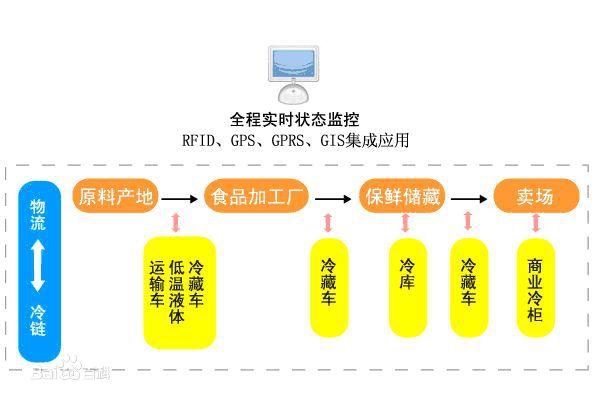 全程实时状态监控
RFID、GPS、GPRS、GIS集成应用
物流
冷链
原料产地
食品加工厂
保鲜储藏
卖场
冷藏车
低温液体
运输车
冷藏车
冷库
冷藏车
商业冷柜
Baidu百科